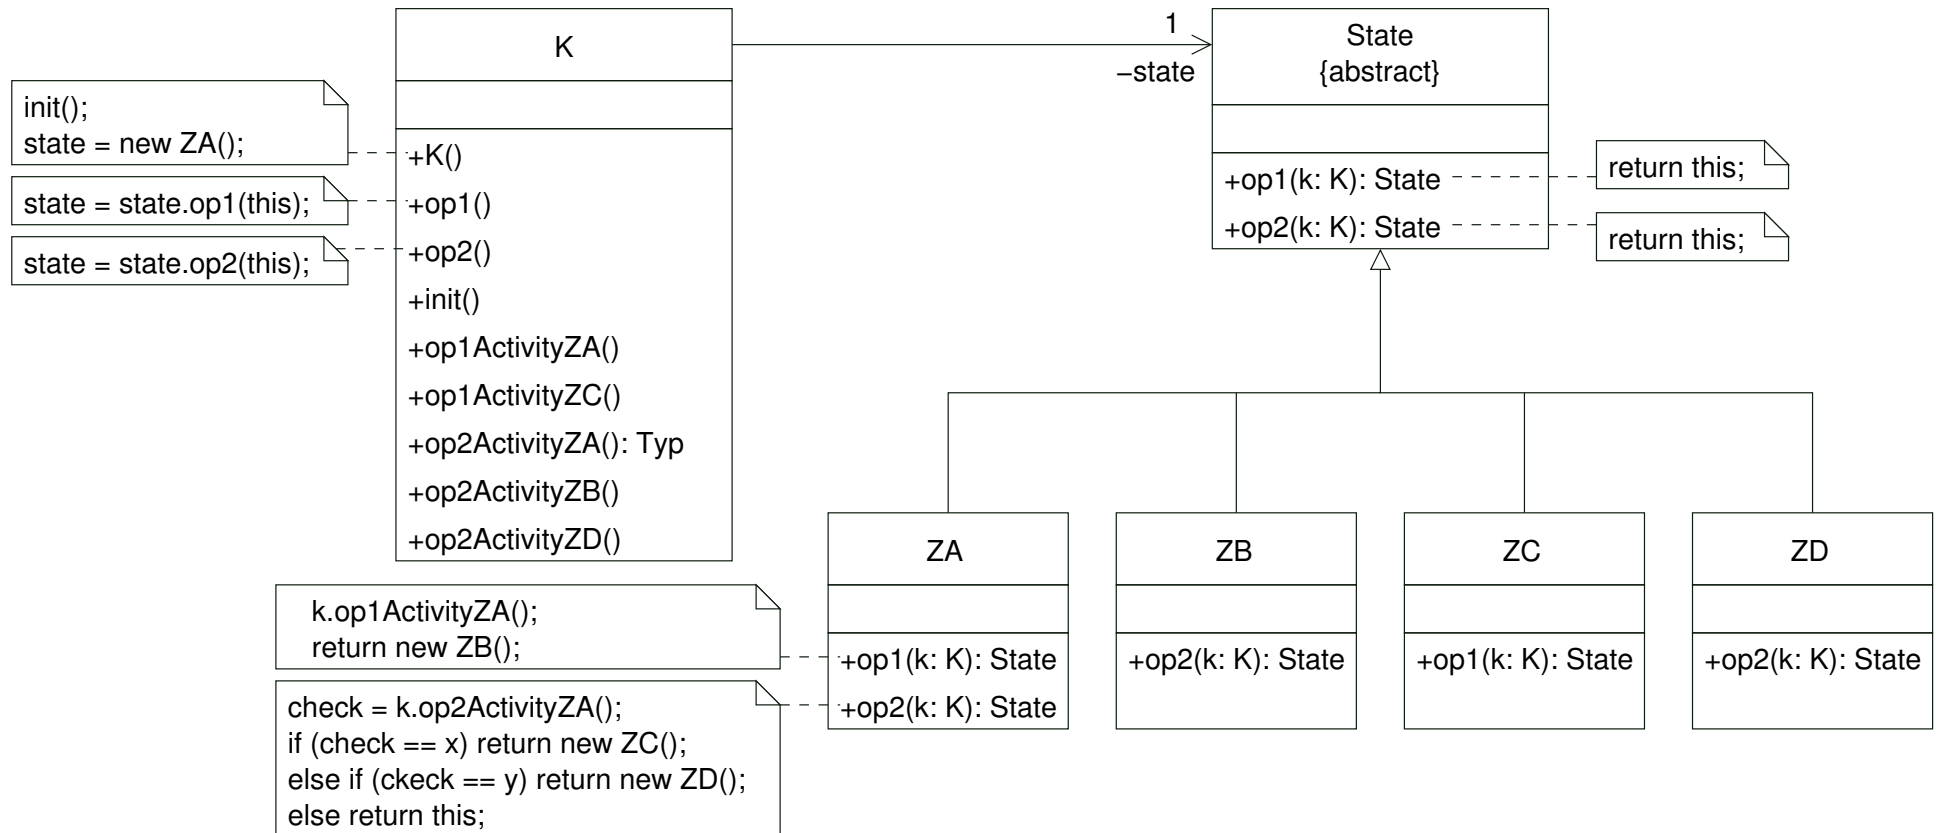 K
1
–state
State
{abstract}
init();
state = new ZA();
+K()
state = state.op1(this);
+op1()
state = state.op2(this);
+op2()
+init()
+op1ActivityZA()
+op1ActivityZC()
+op2ActivityZA(): Typ
+op2ActivityZB()
+op2ActivityZD()
+op1(k: K): State
return this;
+op2(k: K): State
return this;
ZA
ZB
ZC
ZD
k.op1ActivityZA();
return new ZB();
+op1(k: K): State
+op2(k: K): State
+op1(k: K): State
+op2(k: K): State
check = k.op2ActivityZA();
if (check == x) return new ZC();
else if (ckeck == y) return new ZD();
else return this;
+op2(k: K): State